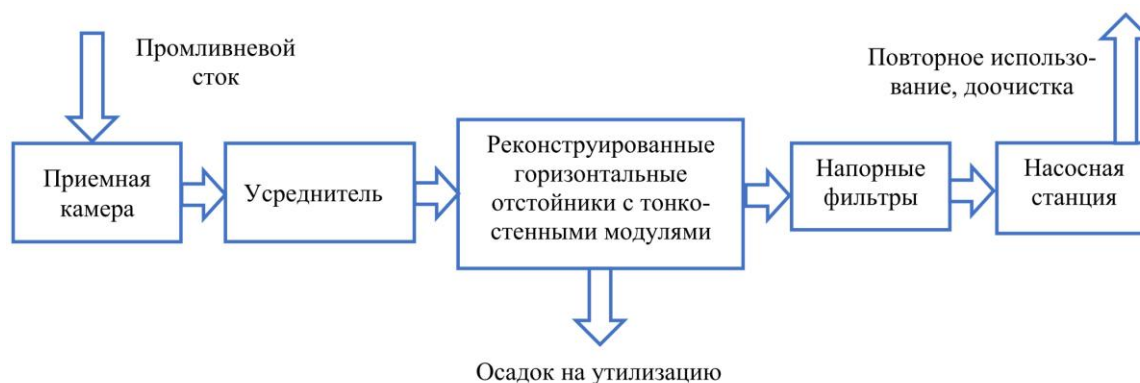 Промливневой
сток
Повторное использо-
вание, доочистка
Приемная
камера
Усреднитель
Реконструированные
горизонтальные
отстойники с тонко-
стенными модулями
Напорные
фильтры
Насосная
станция
Осадок на утилизацию